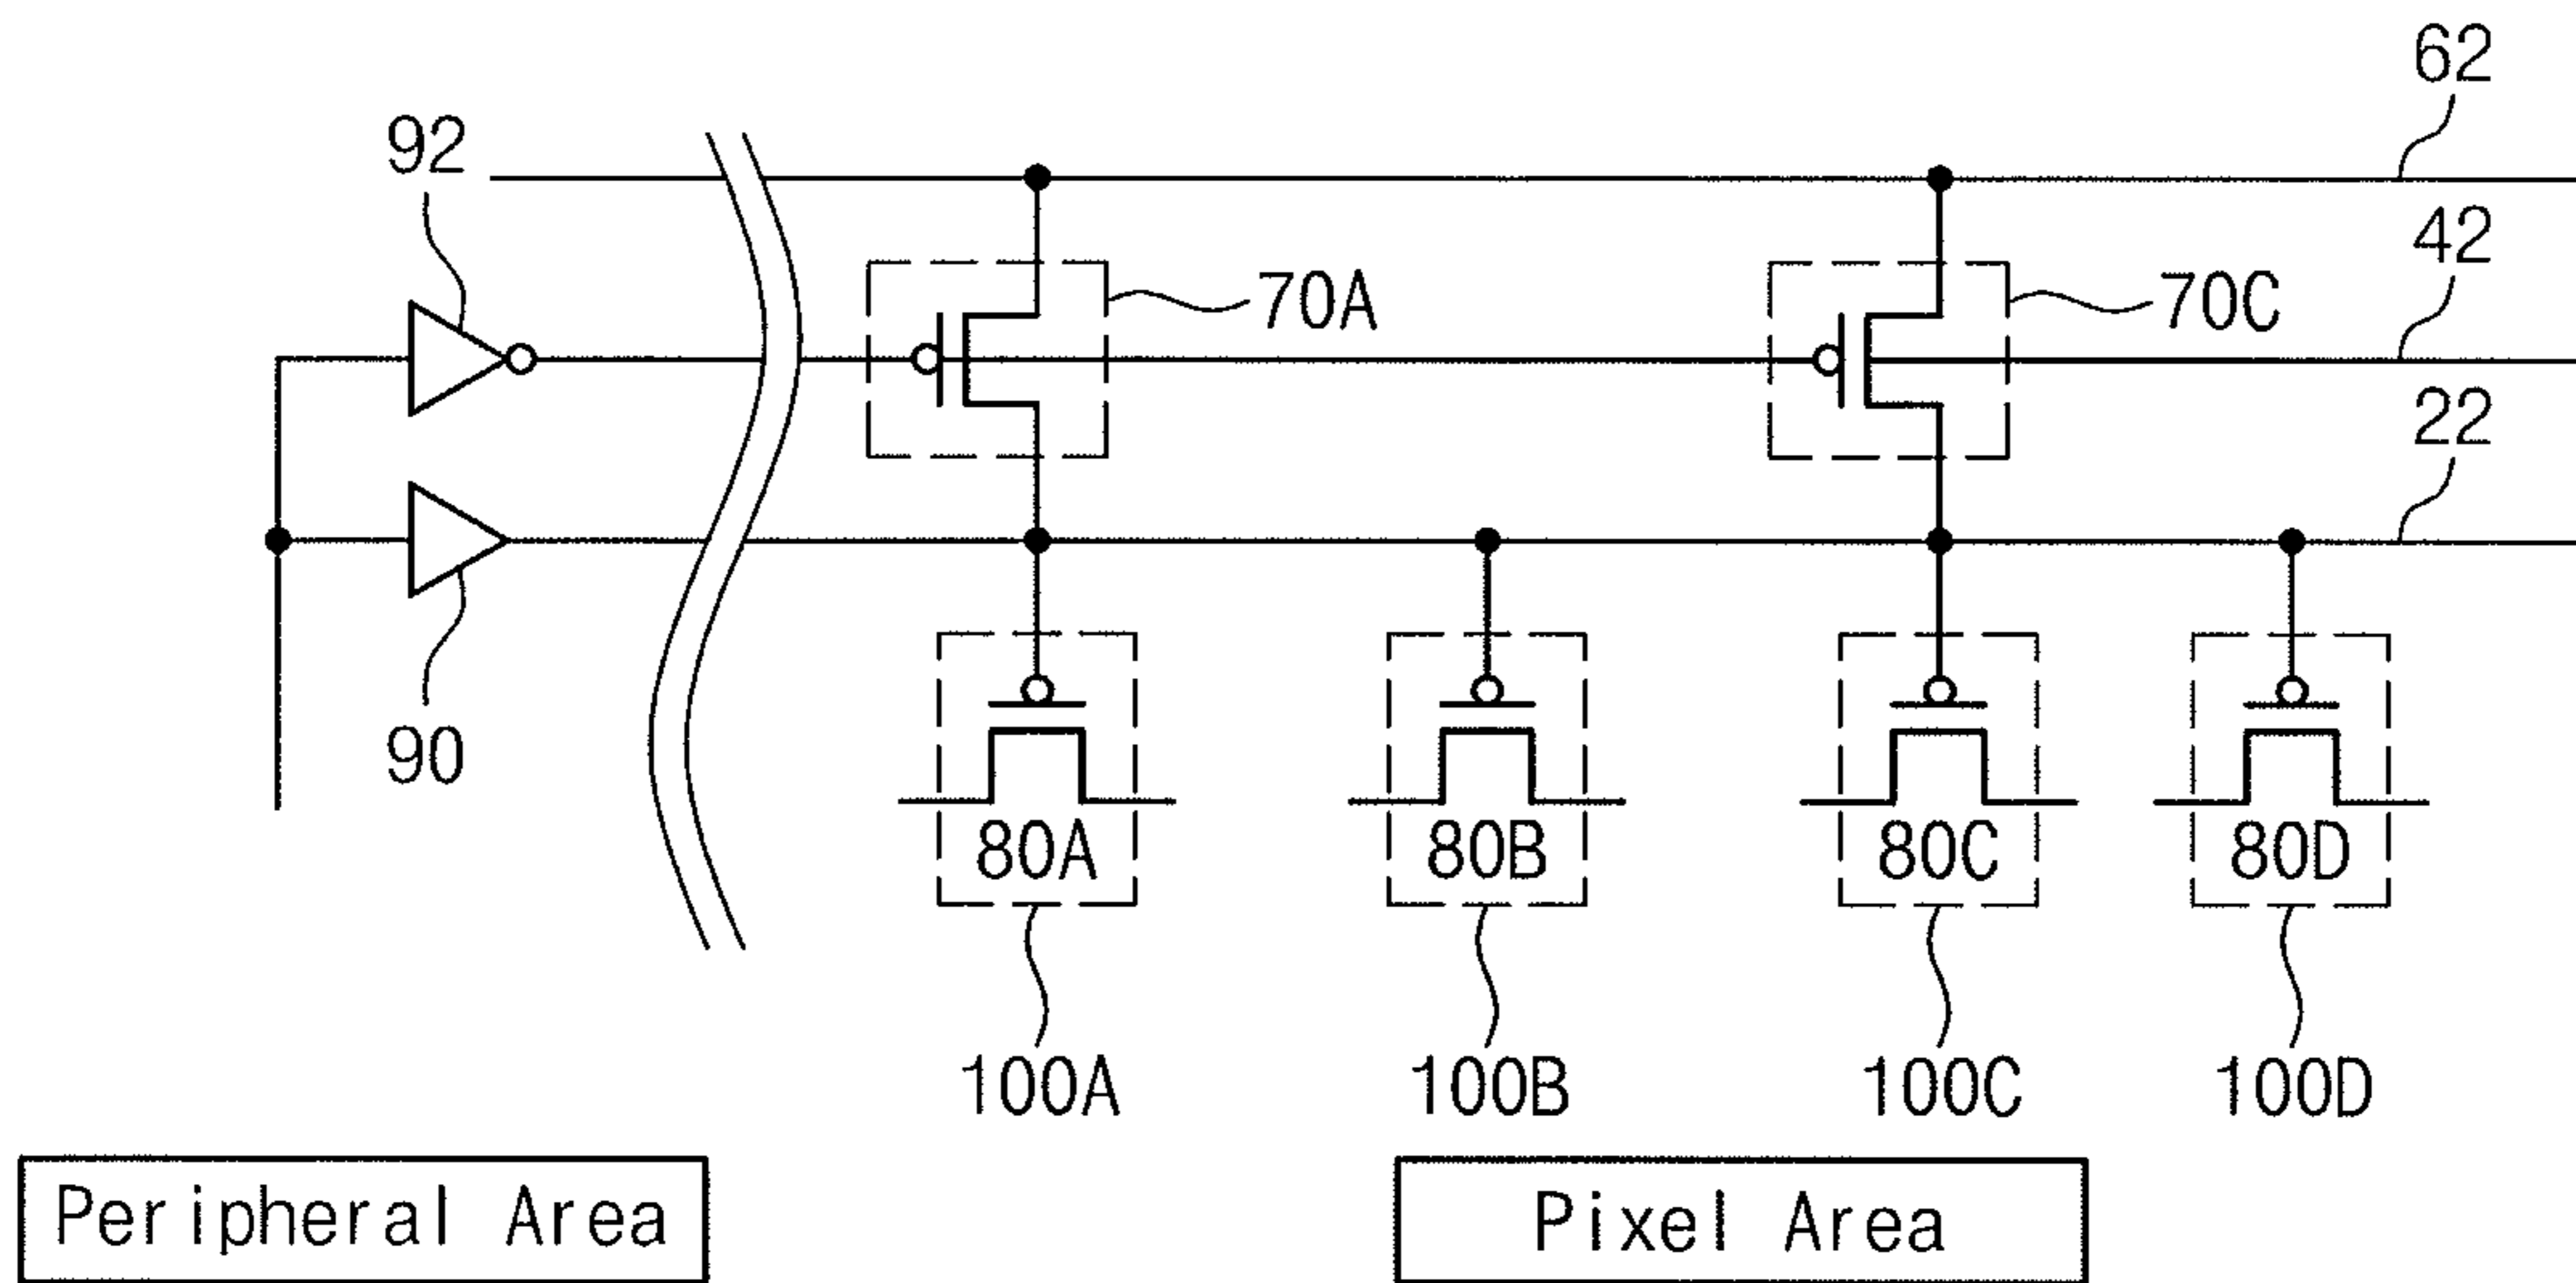 62
92
42
70A
70C
22
90
80A
80B
80C
80D
100A
100B
100C
100D
Peripheral Area
Pixel Area